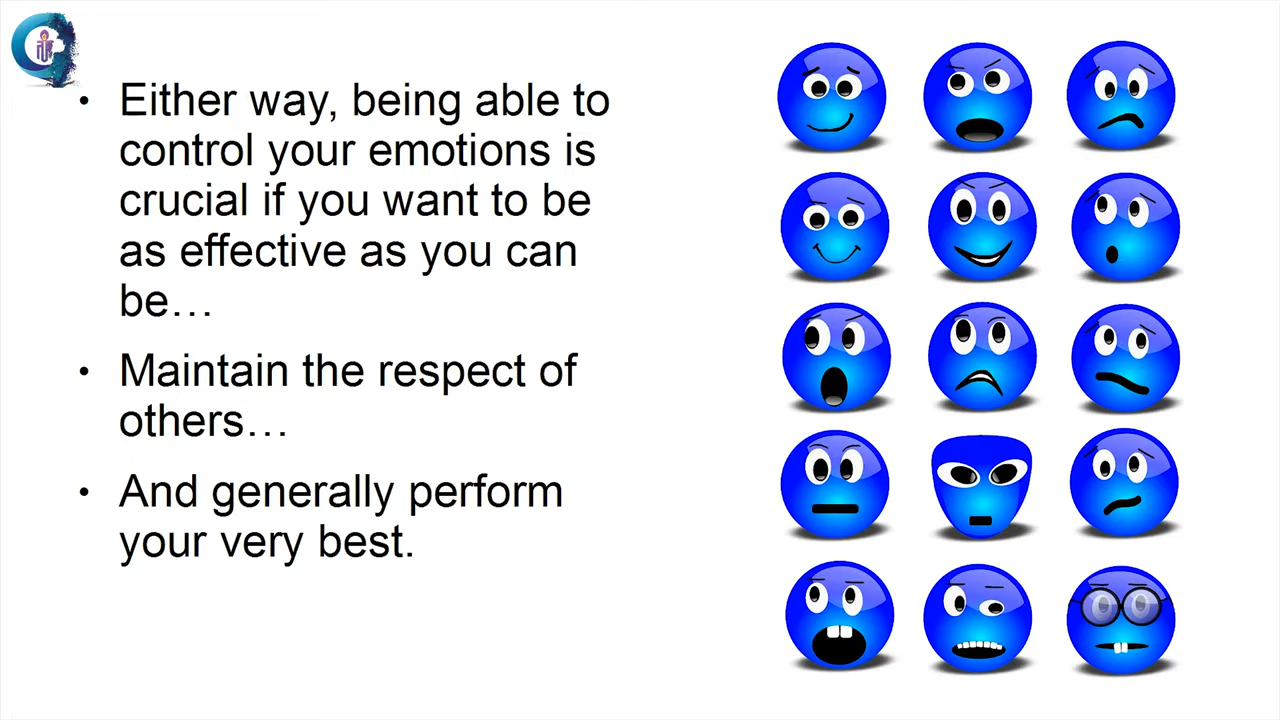 • Either way, being able to
control your emotions is
crucial if you want to be
as effective as you can
be…
• Maintain the respect of
others…
• And generally perform
your very best.